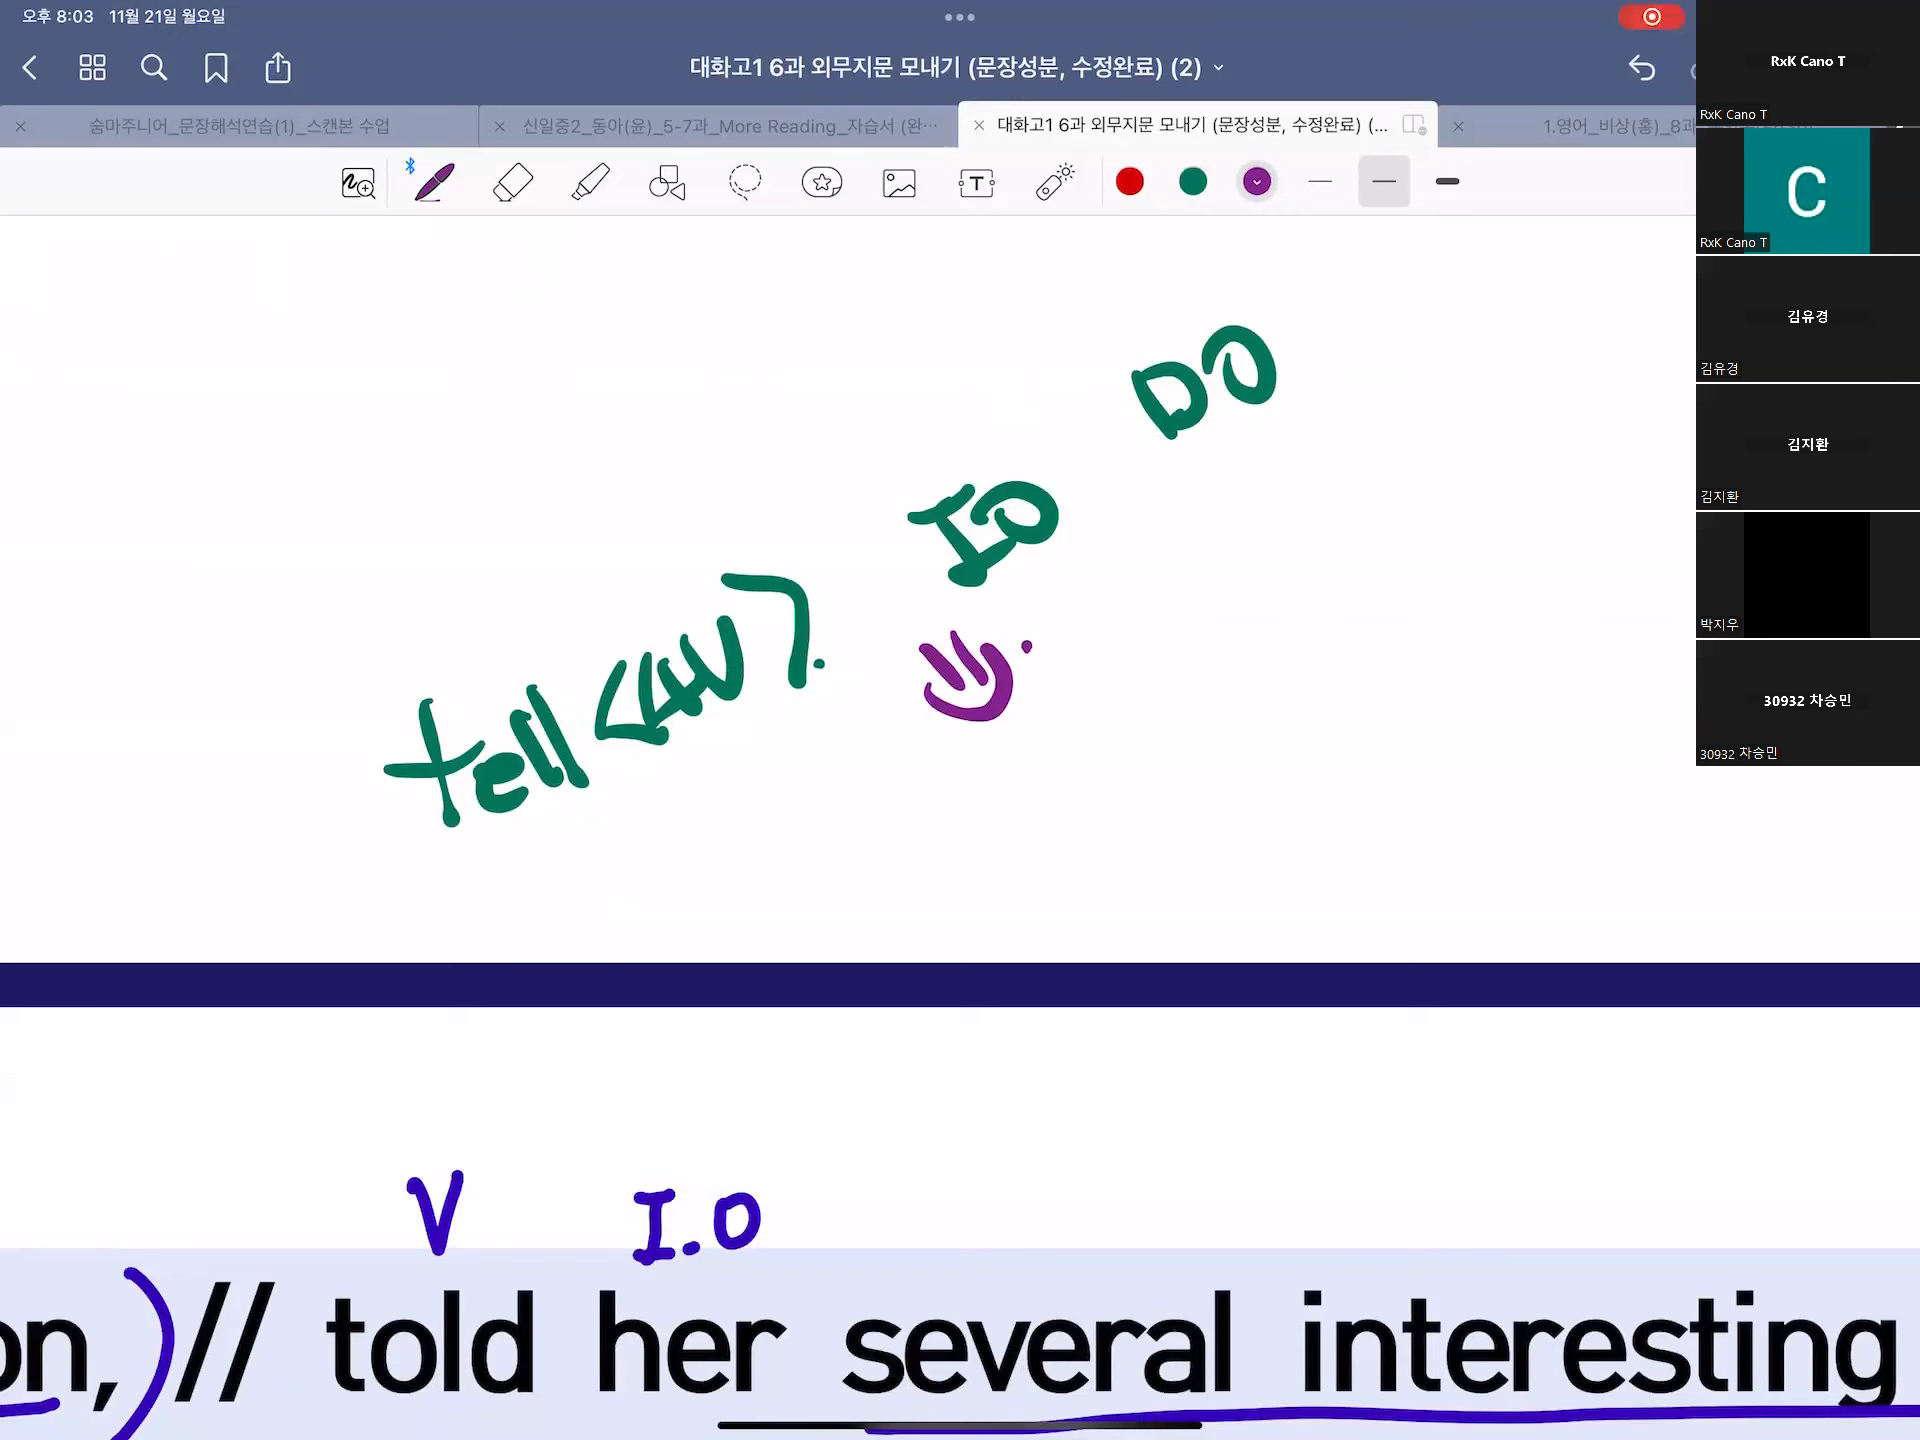 오후 8:03 11월 21일 월요일
대화고1 6과 외무지문 모내기 (문장성분, 수정완료) (2)
숨마주니어_문장해석연습(1)_스캔본 수업
신일중2_동아(윤)_5-7과_More Reading_자습서 (완…
대화고1 6과 외무지문 모내기 (문장성분, 수정완료) (...
1.영어_비상(홍)_8과
T
RxK Cano T
RxK Cano T
C
RxK Cano T
김유경
김유경
김지환
김지환
박지우
30932 차승민
30932 차승민
DO
IO
tell
V I.O
on,) // told her several interesting